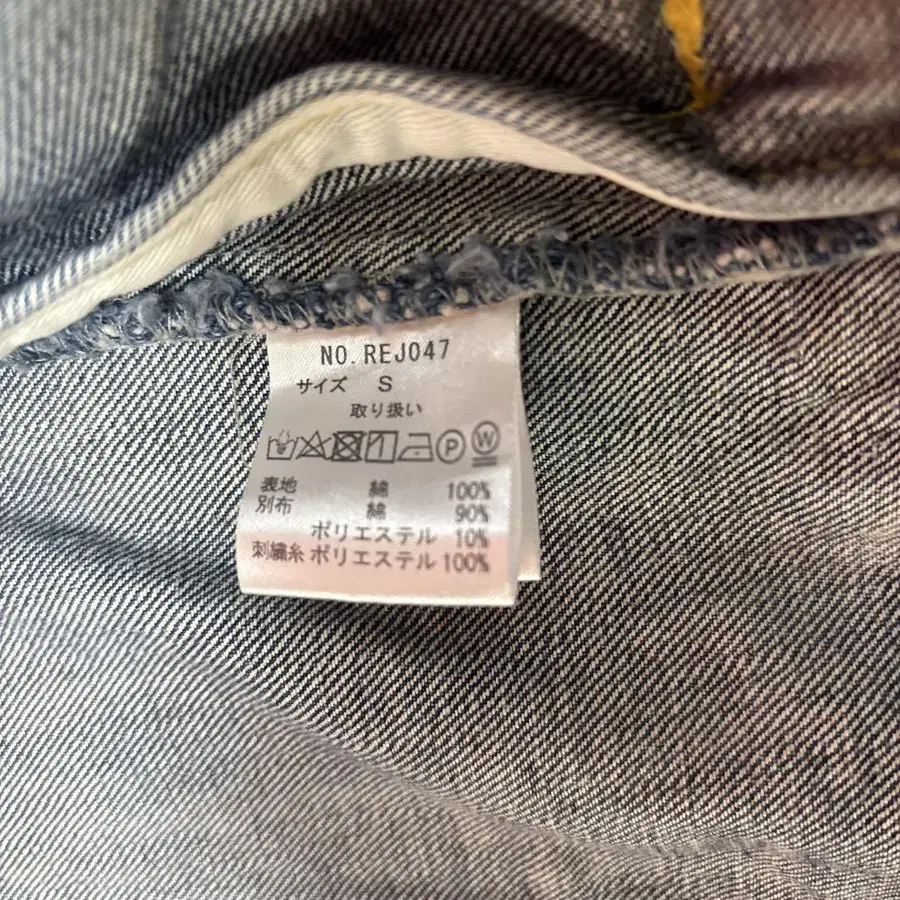 NO.REJ047
サイズ S
取り扱い
P W
表地 綿 100%
別布 綿 90%
ポリエステル 10%
刺繍糸 ポリエステル 100%